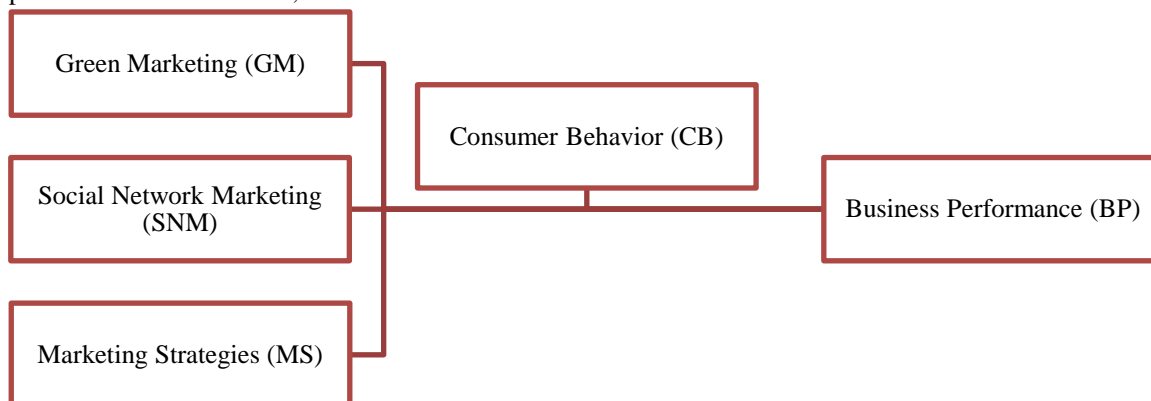 Green Marketing (GM)
Consumer Behavior (CB)
Social Network Marketing
(SNM)
Business Performance (BP)
Marketing Strategies (MS)